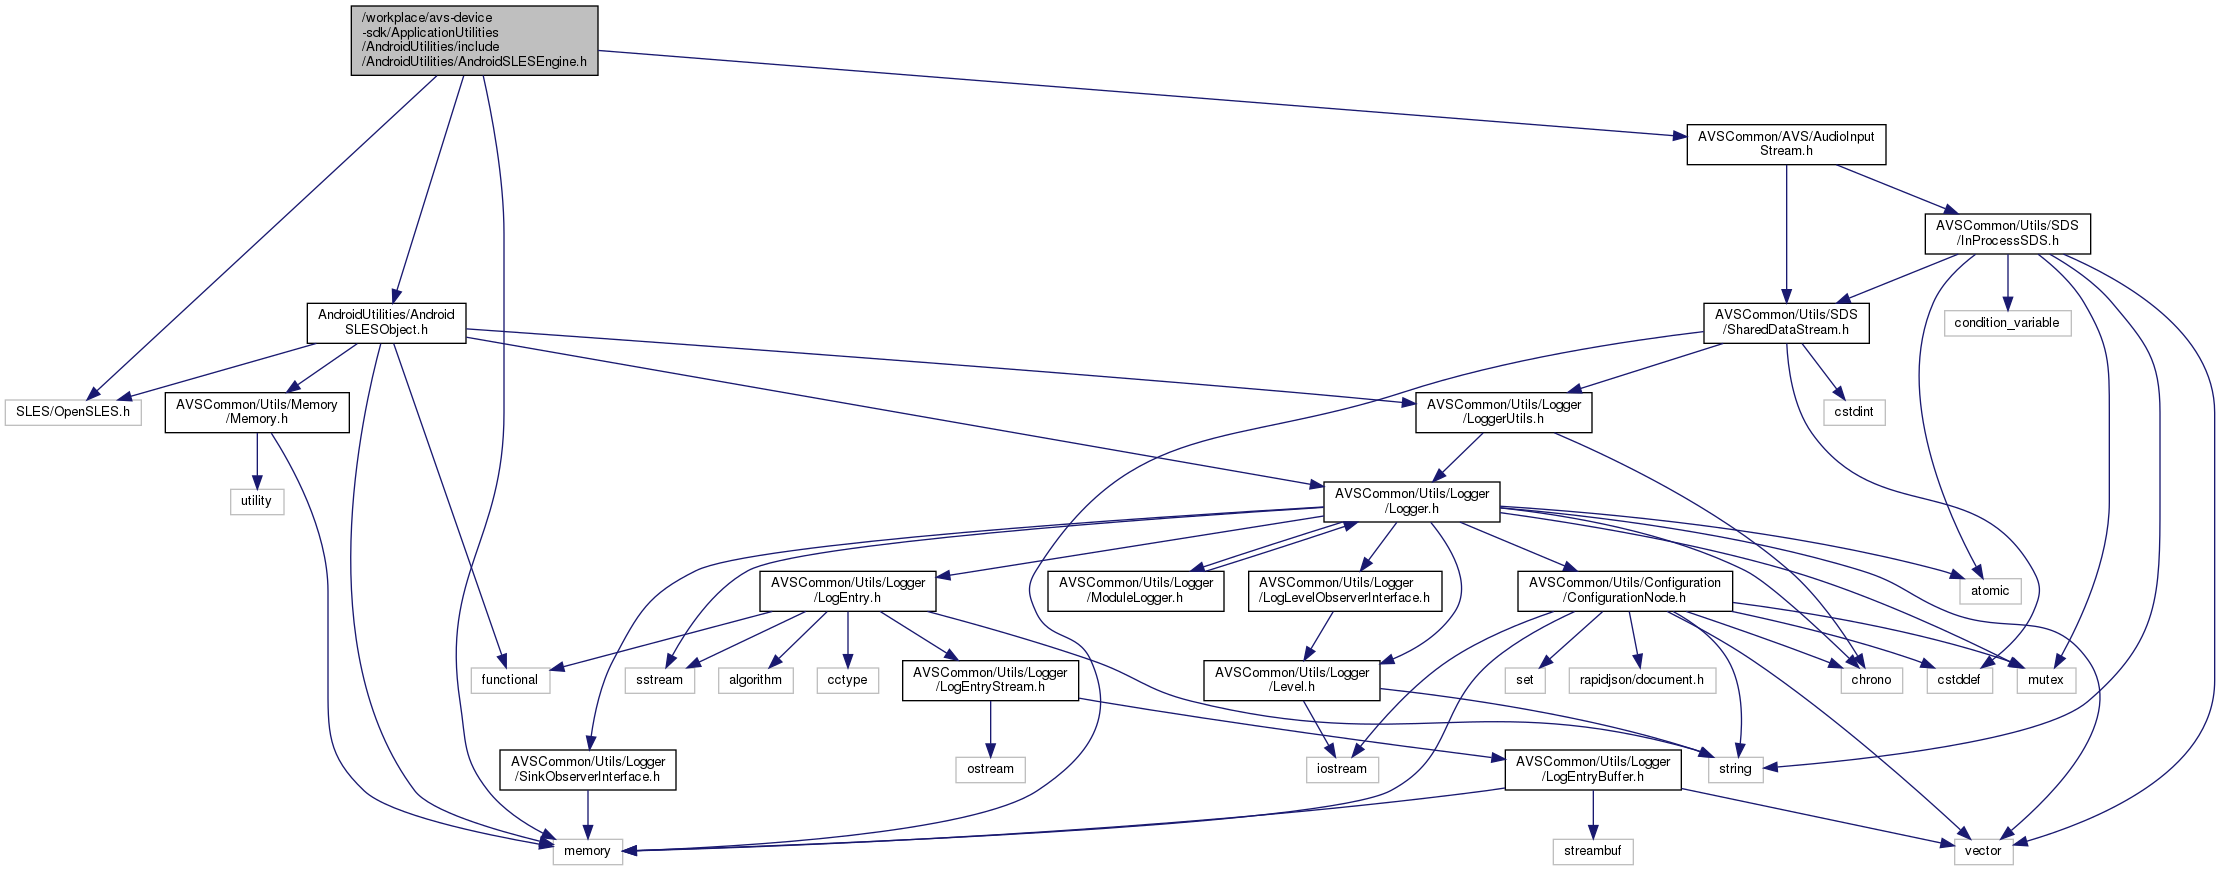 /workplace/avs-device
-sdk/ApplicationUtilities
/AndroidUtilities/include
/AndroidUtilities/AndroidSLESEngine.h
AVSCommon/AVS/AudioInput
Stream.h
AVSCommon/Utils/SDS
/InProcessSDS.h
AndroidUtilities/Android
SLESObject.h
AVSCommon/Utils/SDS
/SharedDataStream.h
condition_variable
SLES/OpenSLES.h
AVSCommon/Utils/Memory
/Memory.h
AVSCommon/Utils/Logger
/LoggerUtils.h
cstdint
utility
AVSCommon/Utils/Logger
/Logger.h
AVSCommon/Utils/Logger
/LogEntry.h
AVSCommon/Utils/Logger
/ModuleLogger.h
AVSCommon/Utils/Logger
/LogLevelObserverInterface.h
AVSCommon/Utils/Configuration
/ConfigurationNode.h
atomic
functional
sstream
algorithm
cctype
AVSCommon/Utils/Logger
/LogEntryStream.h
AVSCommon/Utils/Logger
/Level.h
set
rapidjson/document.h
chrono
cstddef
mutex
AVSCommon/Utils/Logger
/SinkObserverInterface.h
ostream
iostream
AVSCommon/Utils/Logger
/LogEntryBuffer.h
string
memory
streambuf
vector